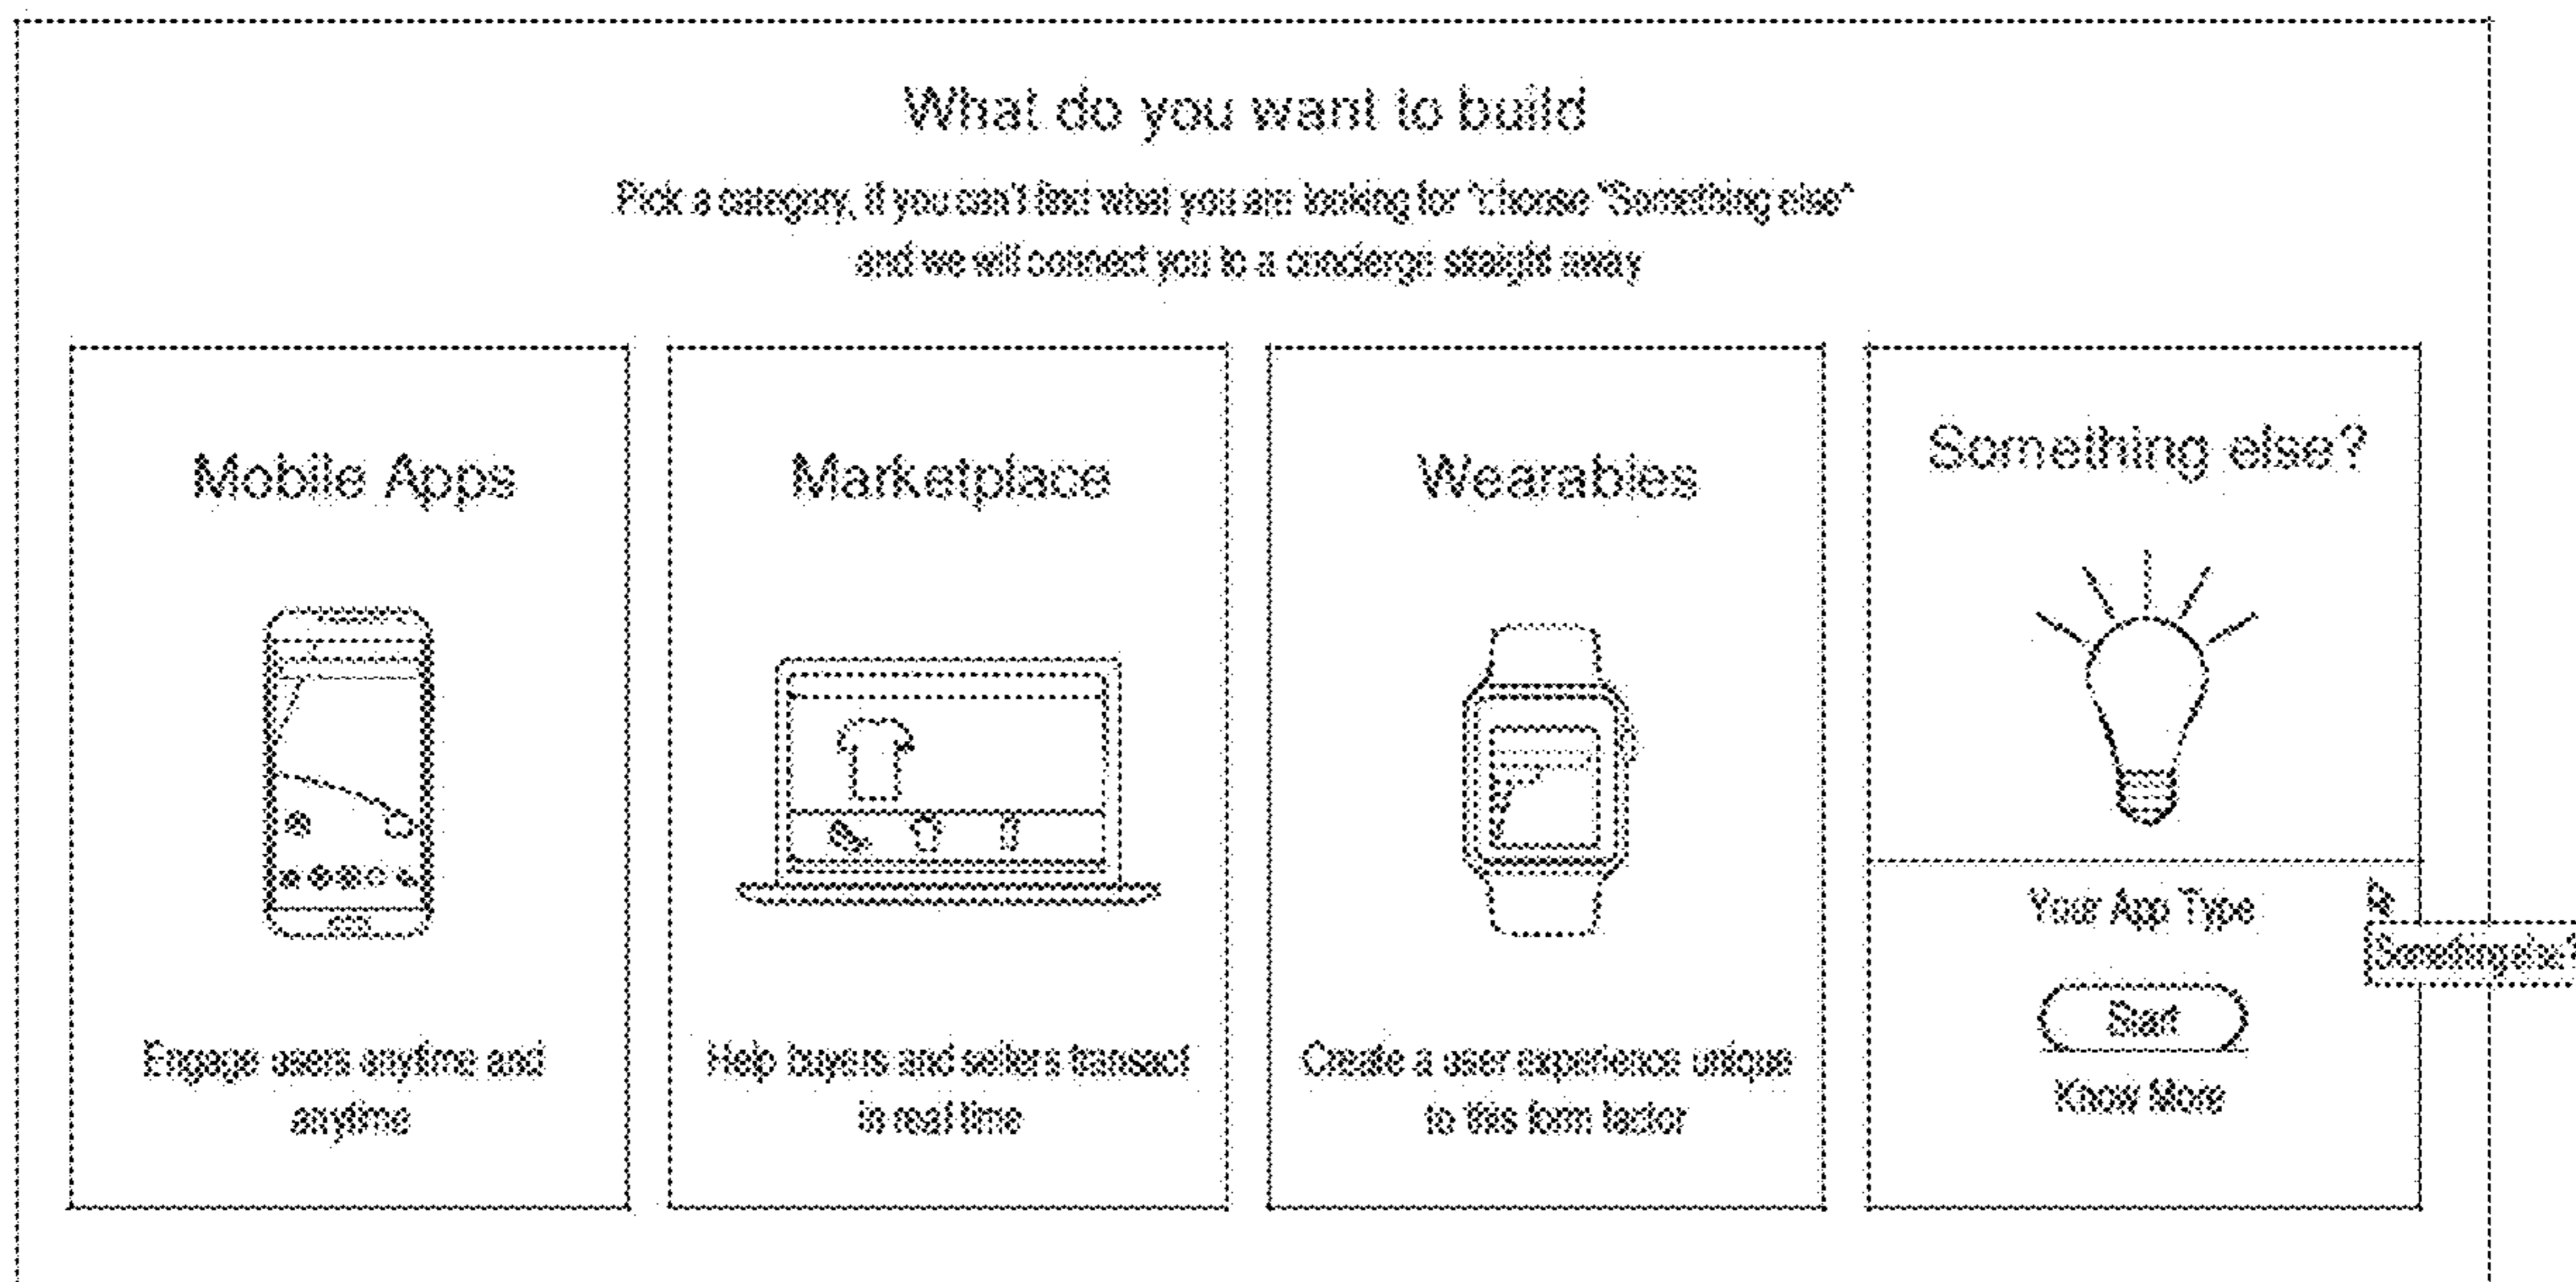 What do you want to build
Pick a category, if you can't find what you are looking for "choose "Something else"
and we will connect you to a concierge straight away
Mobile Apps
Engage users anytime and
anytime
Marketplace
Help buyers and sellers transact
in real time
Wearables
Create a user experience unique
to this form factor
Something else?
Your App Type
Something else?
Start
Know More